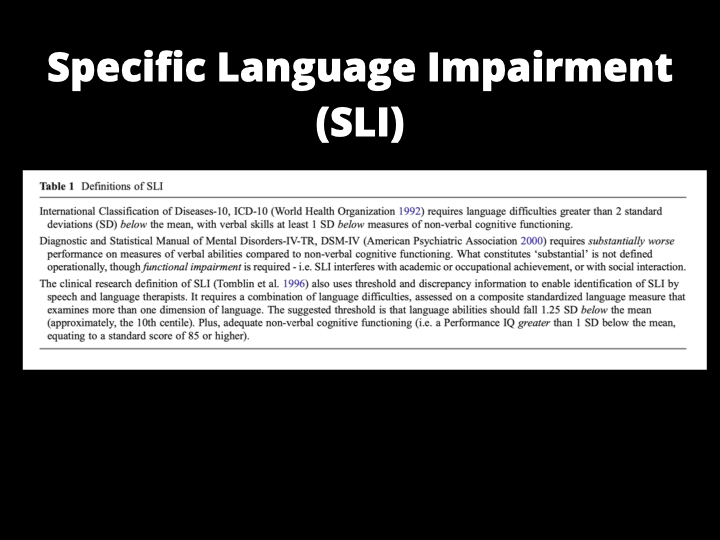 Specific Language Impairment
(SLI)
Table 1 Definitions of SLI
International Classification of Diseases-10, ICD-10 (World Health Organization 1992) requires language difficulties greater than 2 standard
deviations (SD) below the mean, with verbal skills at least 1 SD below measures of non-verbal cognitive functioning.
Diagnostic and Statistical Manual of Mental Disorders-IV-TR, DSM-IV (American Psychiatric Association 2000) requires substantially worse
performance on measures of verbal abilities compared to non-verbal cognitive functioning. What constitutes ‘substantial’ is not defined
operationally, though functional impairment is required - i.e. SLI interferes with academic or occupational achievement, or with social interaction.
The clinical research definition of SLI (Tomblin et al. 1996) also uses threshold and discrepancy information to enable identification of SLI by
speech and language therapists. It requires a combination of language difficulties, assessed on a composite standardized language measure that
examines more than one dimension of language. The suggested threshold is that language abilities should fall 1.25 SD below the mean
(approximately, the 10th centile). Plus, adequate non-verbal cognitive functioning (i.e. a Performance IQ greater than 1 SD below the mean,
equating to a standard score of 85 or higher).